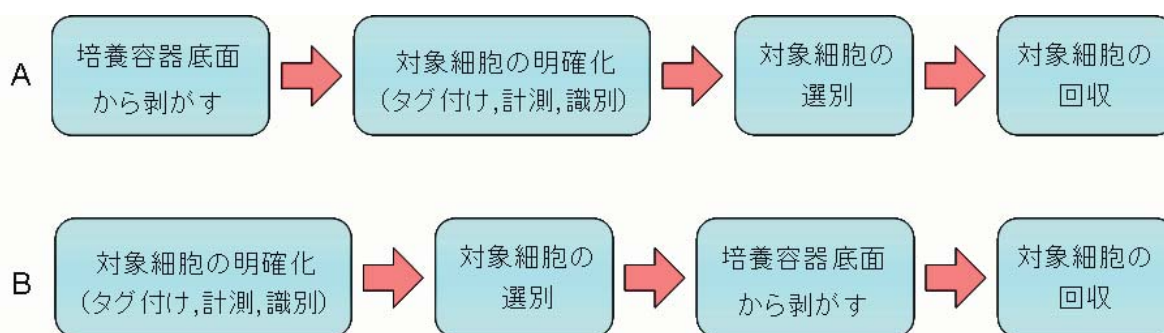 A
培養容器底面
から剥がす
対象細胞の明確化
(タグ付け,計測,識別)
対象細胞の
選別
対象細胞の
回収
B
対象細胞の明確化
(タグ付け,計測,識別)
対象細胞の
選別
培養容器底面
から剥がす
対象細胞の
回収